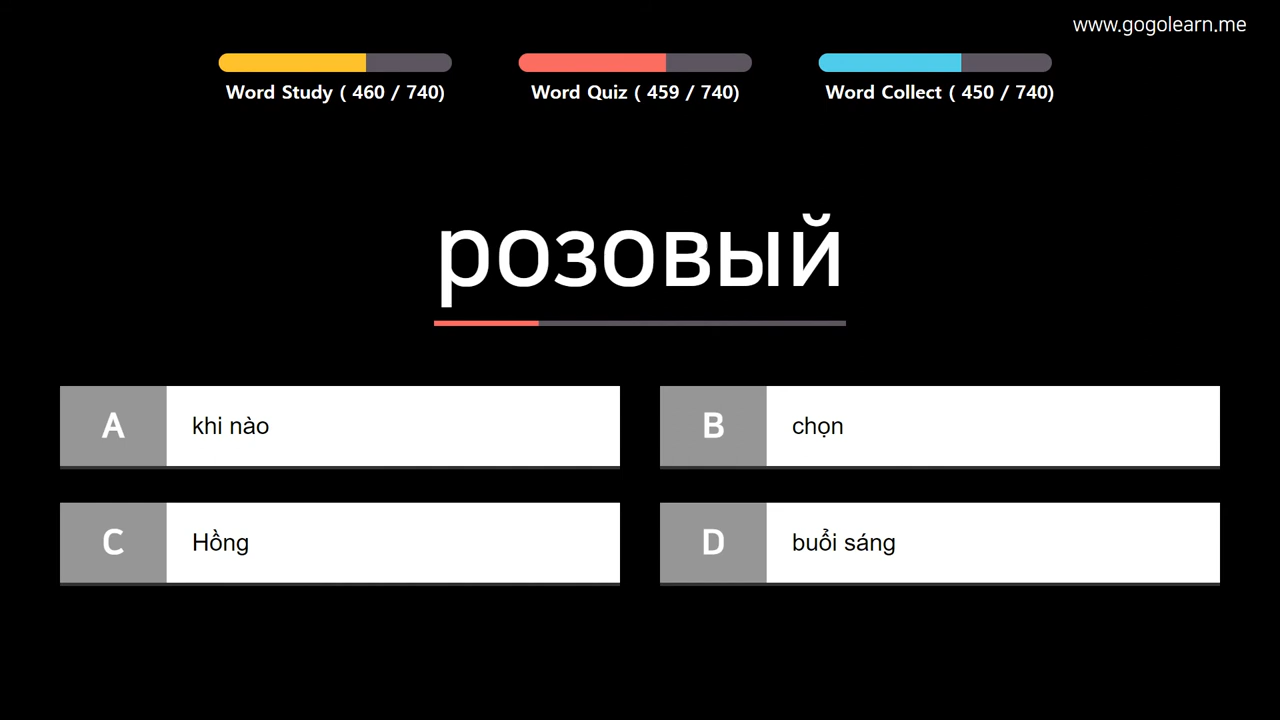 www.gogolearn.me
Word Study ( 460 / 740)
Word Quiz ( 459 / 740)
Word Collect ( 450 / 740)
розовый
A khi nào
B chọn
C Hồng
D buổi sáng